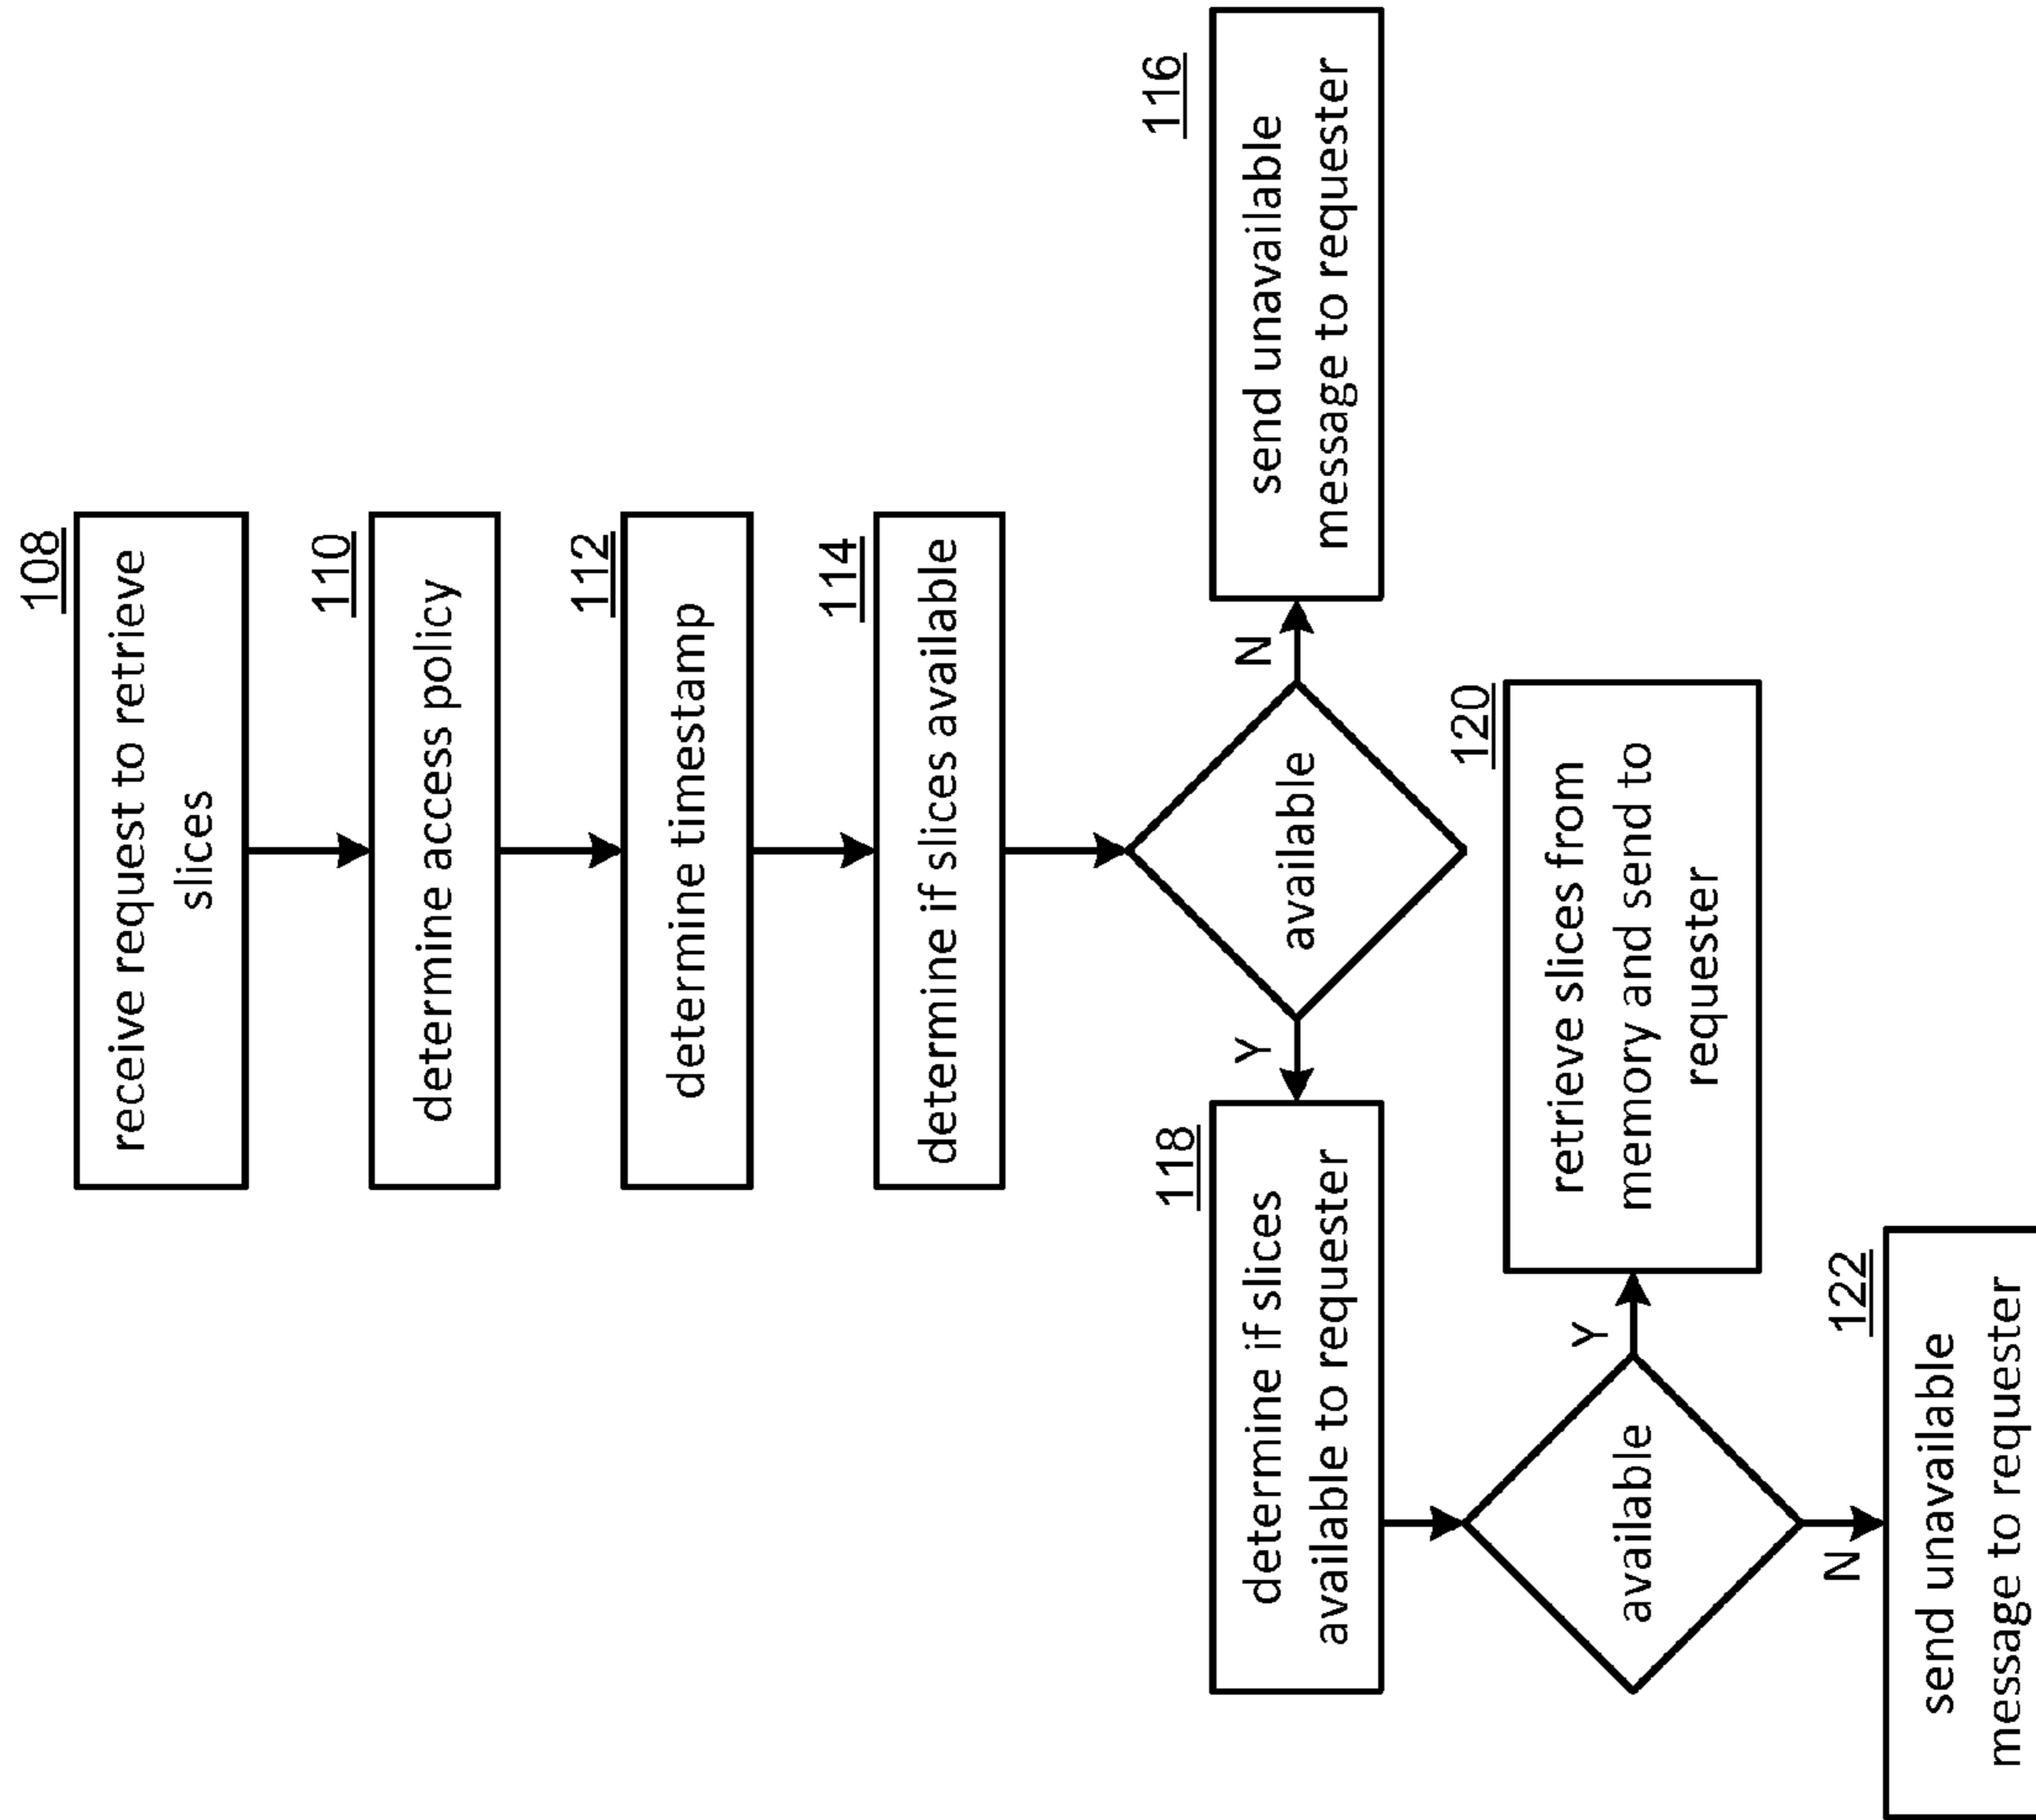 108
receive request to retrieve
slices
110
determine access policy
112
determine timestamp
114
determine if slices available
available
Y
N
116
send unavailable
message to requester
118
determine if slices
available to requester
available
Y
N
120
retrieve slices from
memory and send to
requester
122
send unavailable
message to requester